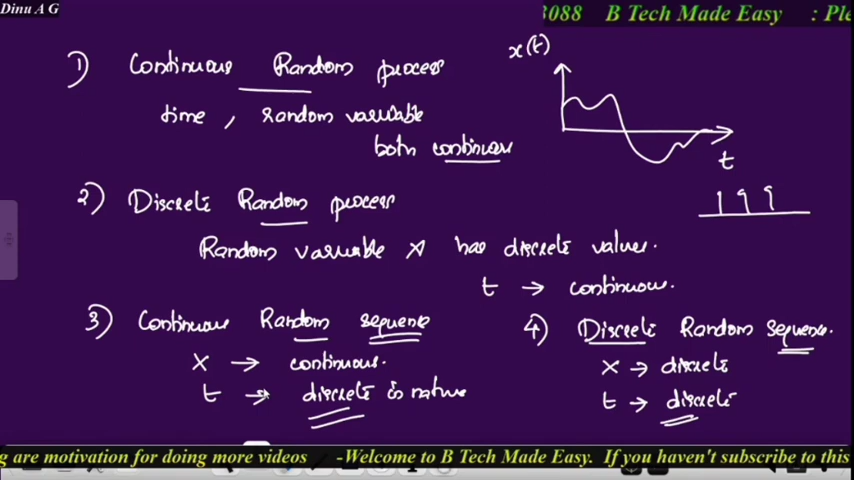 Dinu A G
3088 B Tech Made Easy : Ple
1) Continuous Random process
time, random variable
both continuous
x(t)
t
2) Discrete Random process
Random variable X has discrete values.
t → continuous.
3) Continuous Random sequence
X → continuous.
t → discrete in nature
4) Discrete Random sequence.
X → discrete
t → discrete
g are motivation for doing more videos -Welcome to B Tech Made Easy. If you haven't subscribe to this